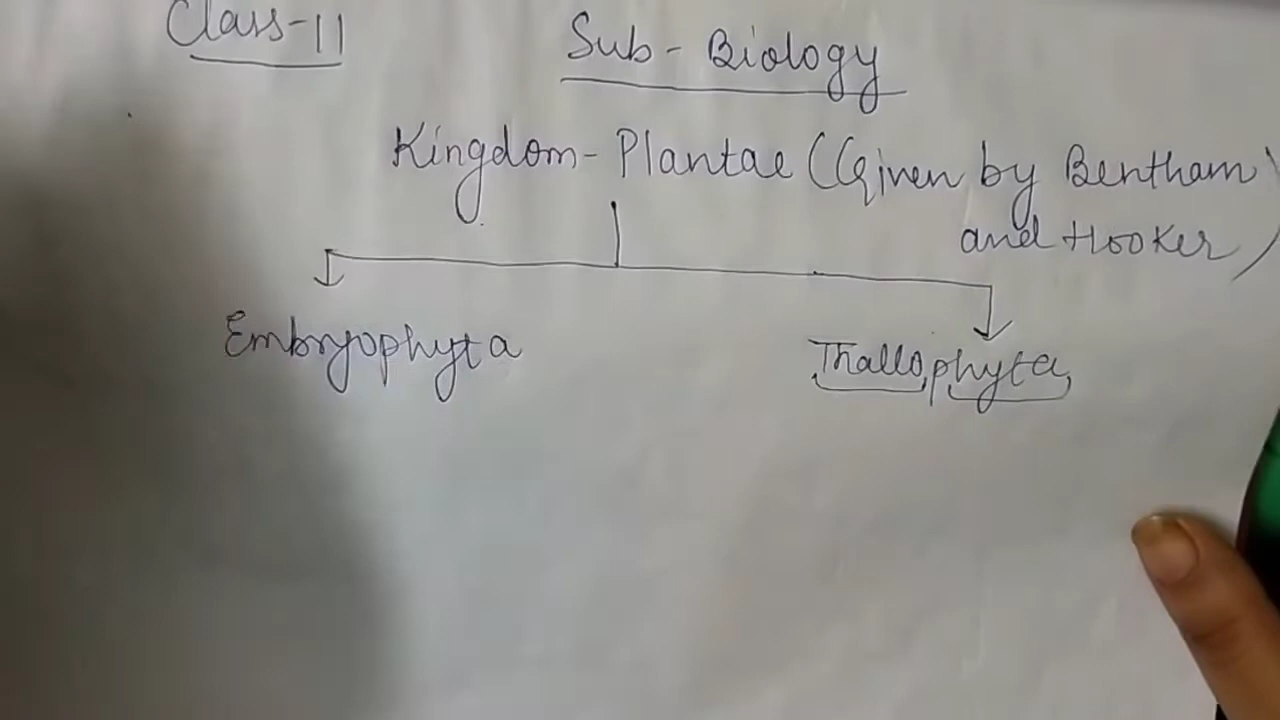 Class-11
Sub - Biology
Kingdom - Plantae (Given by Bentham
and Hooker)
Embryophyta
Thallophyta